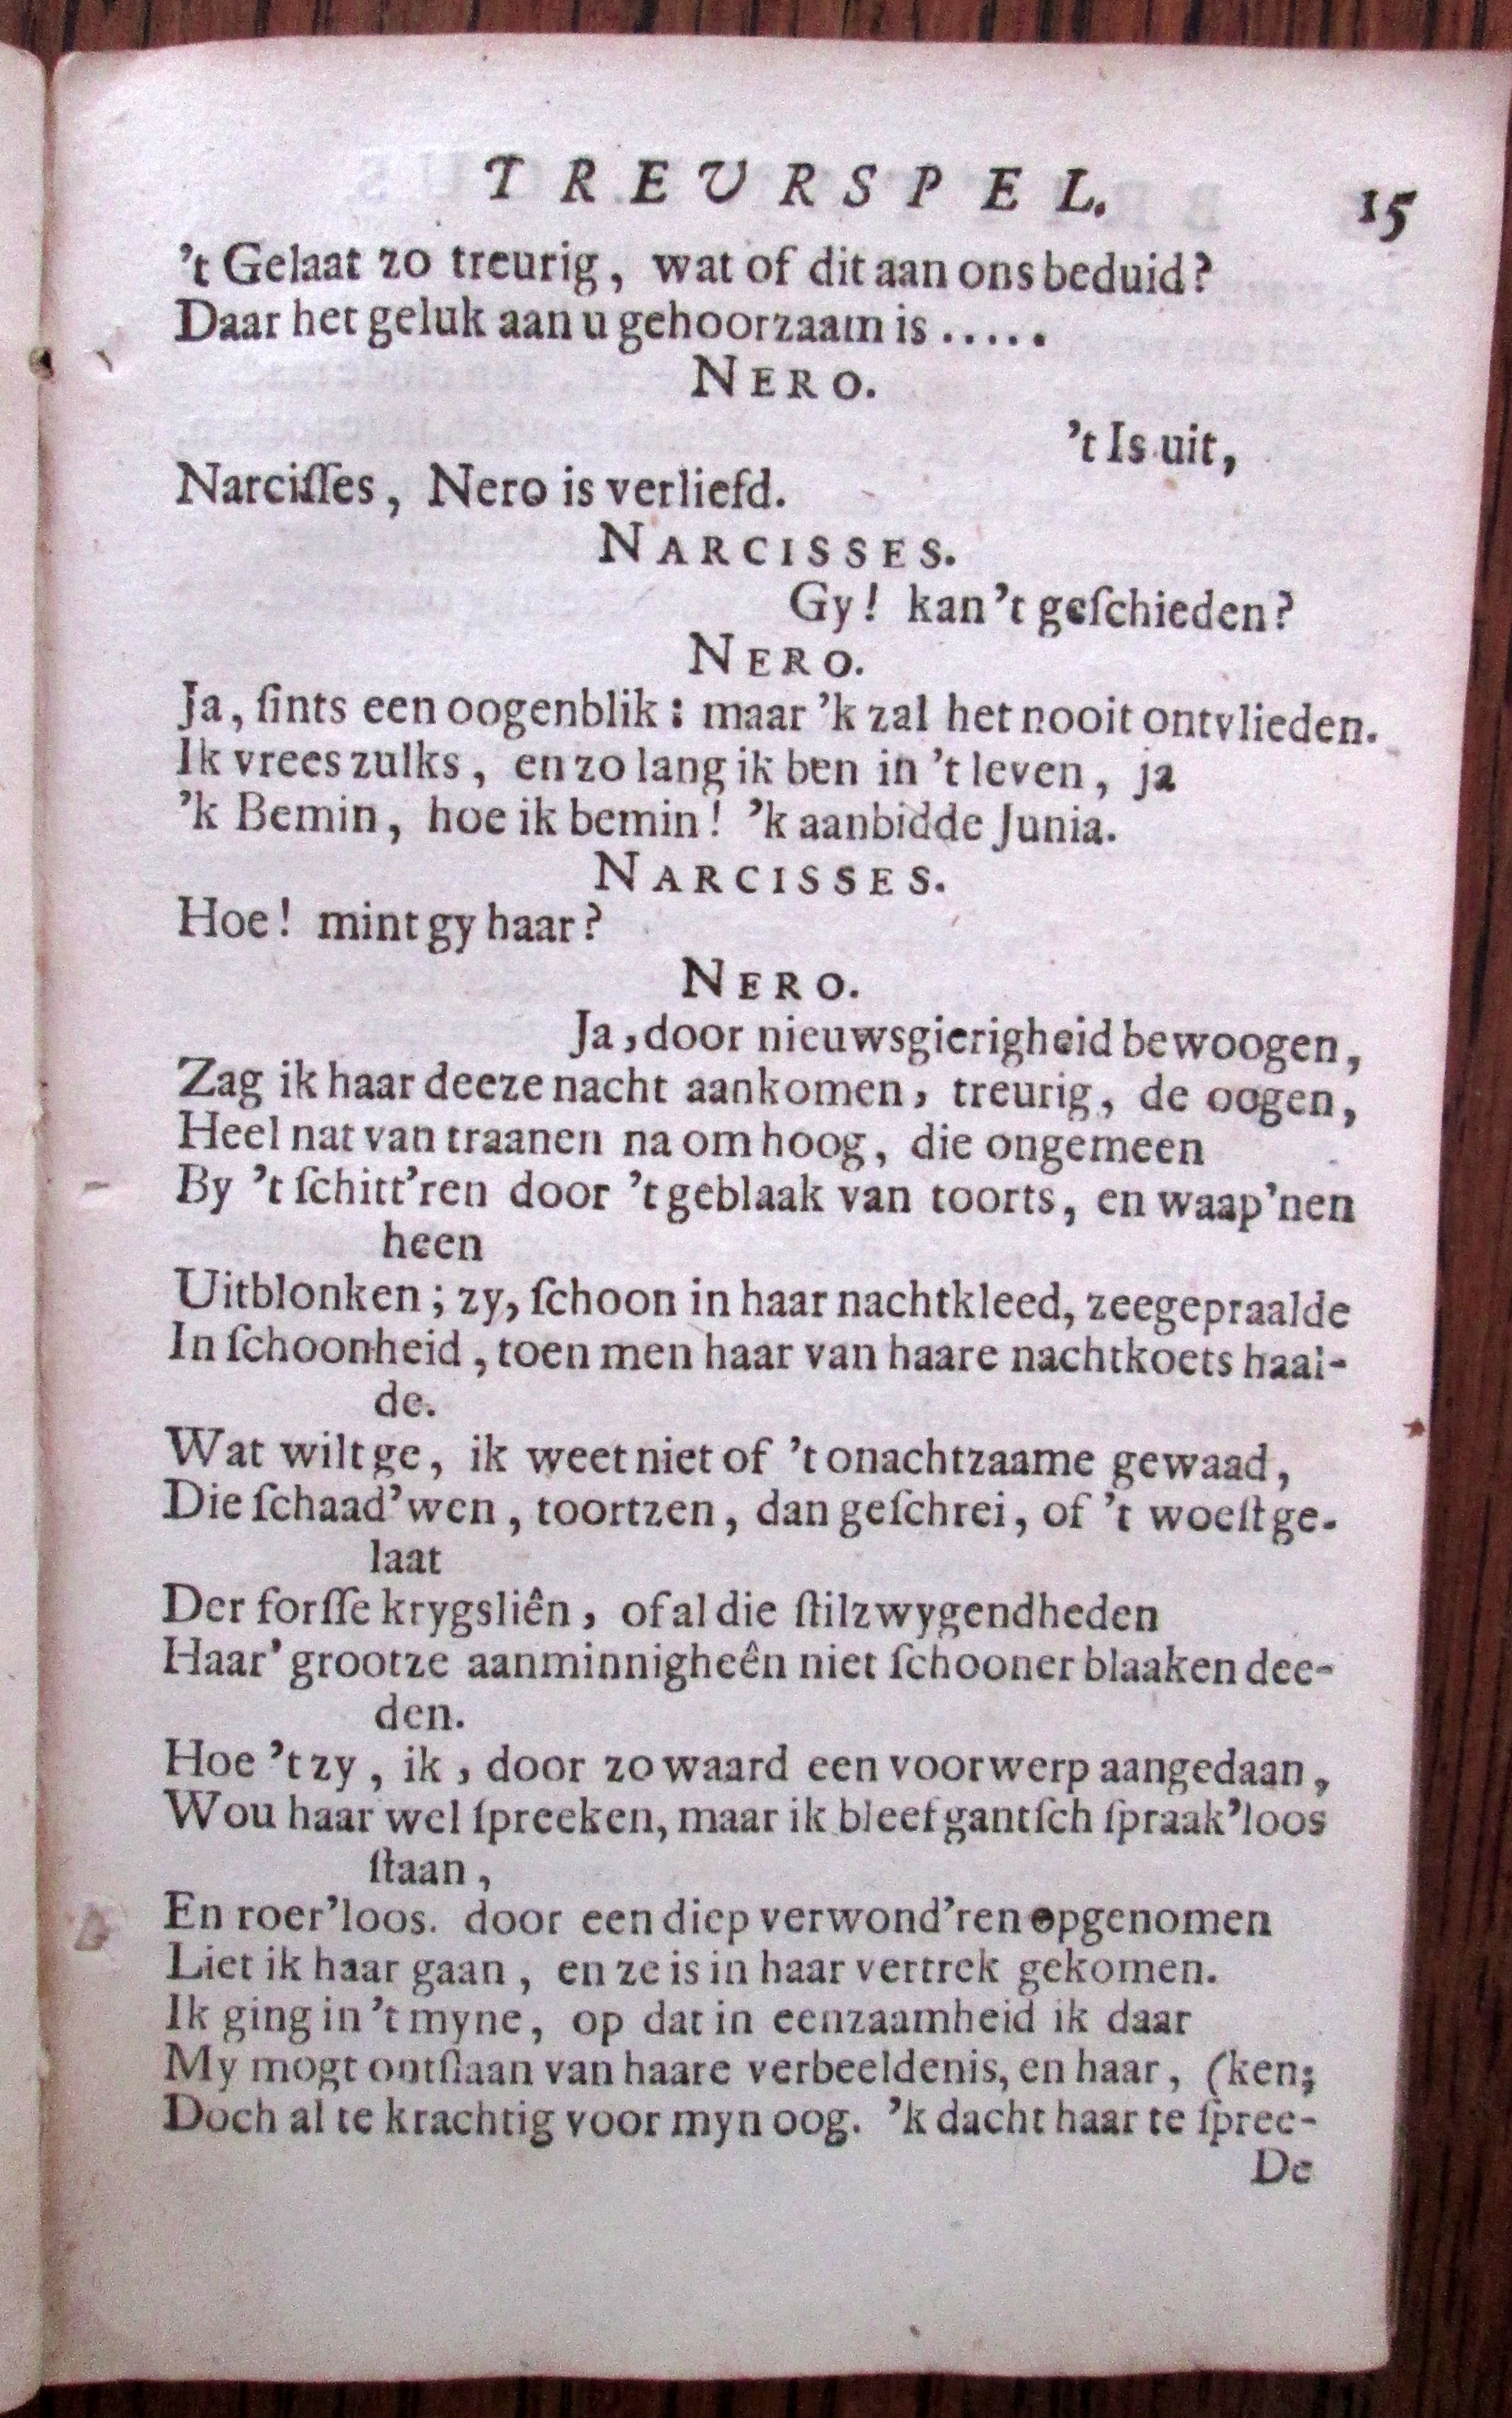 TREURSPEL. 15
't Gelaat zo treurig, wat of dit aan ons beduid?
Daar het geluk aan u gehoorzaam is .....
NERO.
't Is uit,
Narciſſes, Nero is verliefd.
NARCISSES.
Gy! kan 't geſchieden?
NERO.
Ja, ſints een oogenblik: maar 'k zal het nooit ontvlieden.
Ik vrees zulks, en zo lang ik ben in 't leven, ja
'k Bemin, hoe ik bemin! 'k aanbidde Junia.
NARCISSES.
Hoe! mint gy haar?
NERO.
Ja, door nieuwsgierigheid bewoogen,
Zag ik haar deeze nacht aankomen, treurig, de oogen,
Heel nat van traanen na om hoog, die ongemeen
By 't ſchitt'ren door 't geblaak van toorts, en waap'nen
heen
Uitblonken; zy, ſchoon in haar nachtkleed, zeegepraalde
In ſchoonheid, toen men haar van haare nachtkoets haal-
de.
Wat wilt ge, ik weet niet of 't onachtzaame gewaad,
Die ſchaad'wen, toortzen, dan geſchrei, of 't woeſt ge-
laat
Der forſſe krygsliên, of al die ſtilzwygendheden
Haar' grootze aanminnigheên niet ſchooner blaaken dee-
den.
Hoe 't zy, ik, door zo waard een voorwerp aangedaan,
Wou haar wel ſpreeken, maar ik bleef gantſch ſpraak'loos
ſtaan,
En roer'loos. door een diep verwond'ren opgenomen
Liet ik haar gaan, en ze is in haar vertrek gekomen.
Ik ging in 't myne, op dat in eenzaamheid ik daar
My mogt ontſlaan van haare verbeeldenis, en haar, (ken;
Doch al te krachtig voor myn oog. 'k dacht haar te ſpree-
De